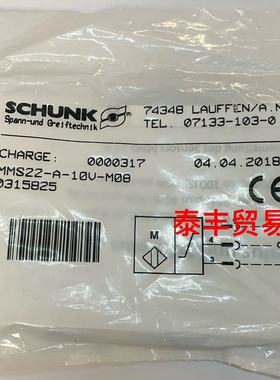 SCHUNK
Spann-und Greiftechnik
74348 LAUFFEN/A.N
TEL. 07133-103-0
CHARGE: 0000317 04.04.2018
MMS22-A-10V-M08
0315825
泰丰贸易
M
4
3